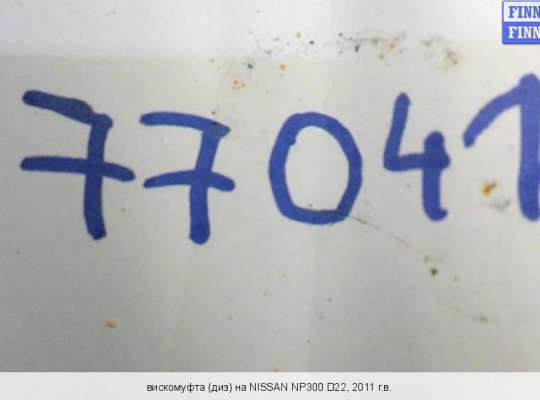 FINN
FINN
77041
вискомуфта (диз) на NISSAN NP300 D22, 2011 г.в.